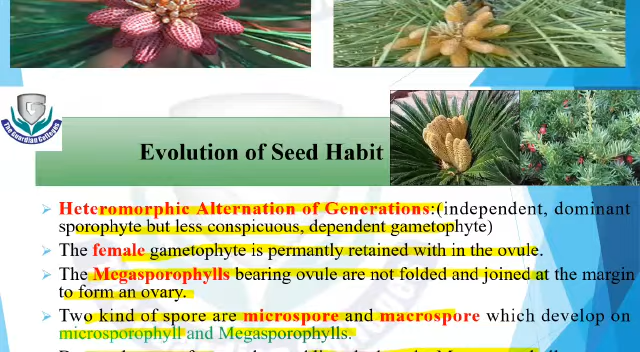 The Guardian Colleges
Evolution of Seed Habit
➢ Heteromorphic Alternation of Generations:(independent, dominant
sporophyte but less conspicuous, dependent gametophyte)
➢ The female gametophyte is permantly retained with in the ovule.
➢ The Megasporophylls bearing ovule are not folded and joined at the margin
to form an ovary.
➢ Two kind of spore are microspore and macrospore which develop on
microsporophyll and Megasporophylls.